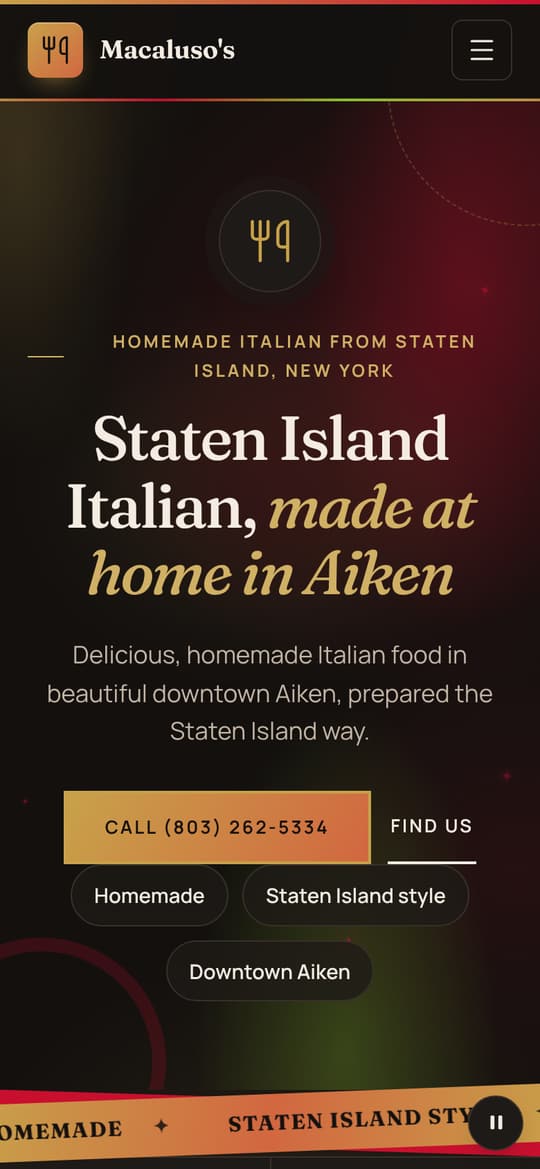 Macaluso's
HOMEMADE ITALIAN FROM STATEN
ISLAND, NEW YORK
Staten Island
Italian, made at
home in Aiken
Delicious, homemade Italian food in
beautiful downtown Aiken, prepared the
Staten Island way.
CALL (803) 262-5334
FIND US
Homemade
Staten Island style
Downtown Aiken
OMEMADE ✦ STATEN ISLAND STY